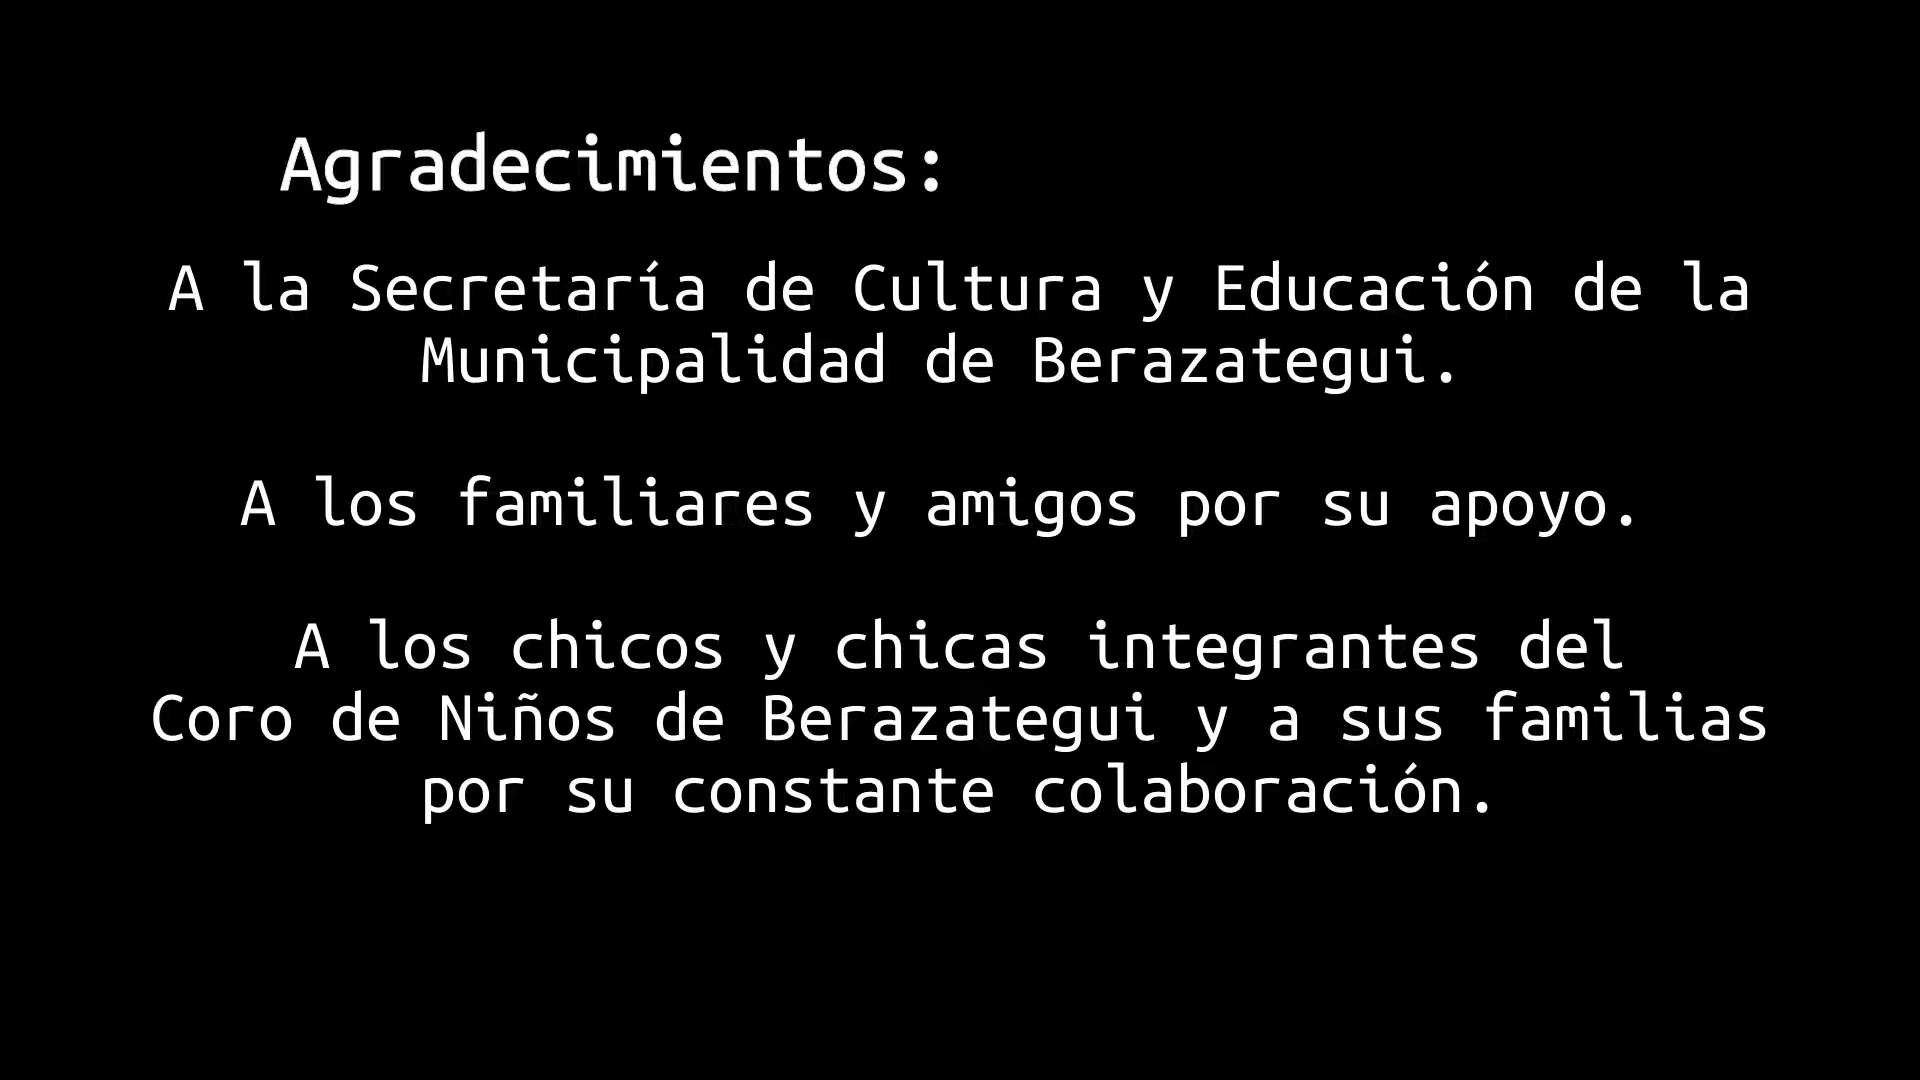 Agradecimientos:
A la Secretaría de Cultura y Educación de la
Municipalidad de Berazategui.
A los familiares y amigos por su apoyo.
A los chicos y chicas integrantes del
Coro de Niños de Berazategui y a sus familias
por su constante colaboración.